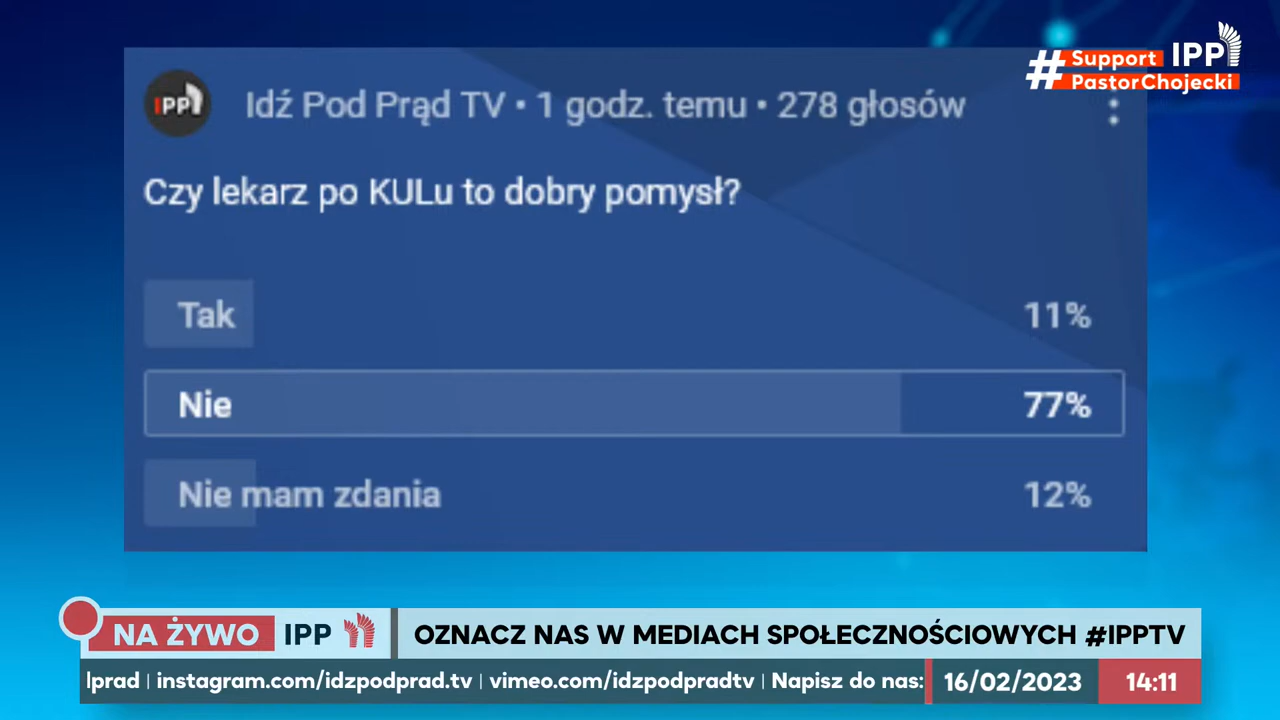 #Support IPP
PastorChojecki
IPP
Idź Pod Prąd TV • 1 godz. temu • 278 głosów
Czy lekarz po KULu to dobry pomysł?
Tak 11%
Nie 77%
Nie mam zdania 12%
NA ŻYWO IPP OZNACZ NAS W MEDIACH SPOŁECZNOŚCIOWYCH #IPPTV
lprad | instagram.com/idzpodprad.tv | vimeo.com/idzpodpradtv | Napisz do nas: 16/02/2023 14:11